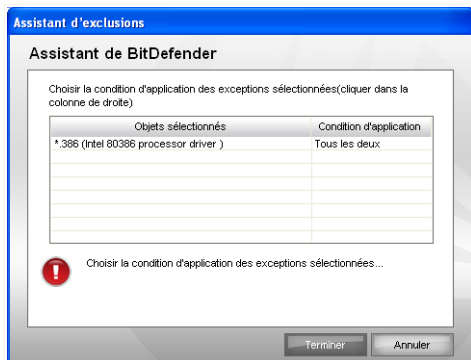 Assistant d'exclusions
Assistant de BitDefender
Choisir la condition d'application des exceptions sélectionnées(cliquer dans la
colonne de droite)
Objets sélectionnés Condition d'application
*.386 (Intel 80386 processor driver ) Tous les deux
Choisir la condition d'application des exceptions sélectionnées...
Terminer Annuler